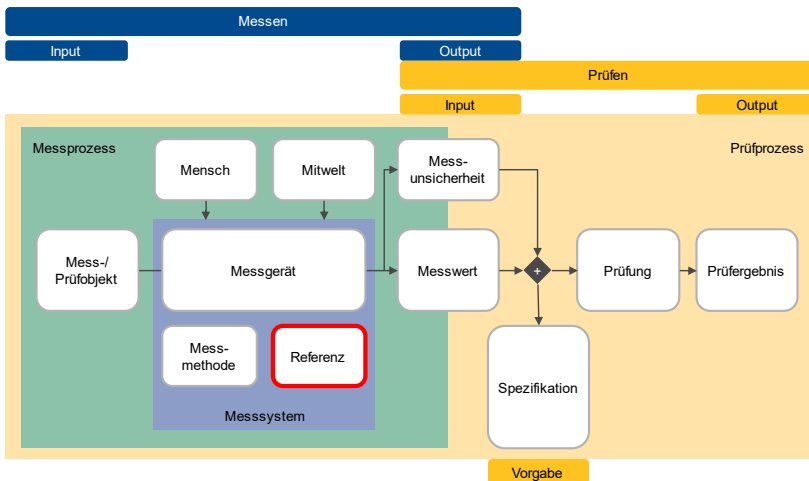 Messen
Input
Output
Prüfen
Input
Output
Messprozess
Prüfprozess
Mensch
Mitwelt
Mess-
unsicherheit
Mess-/
Prüfobjekt
Messgerät
Messwert
+
Prüfung
Prüfergebnis
Mess-
methode
Referenz
Spezifikation
Messsystem
Vorgabe